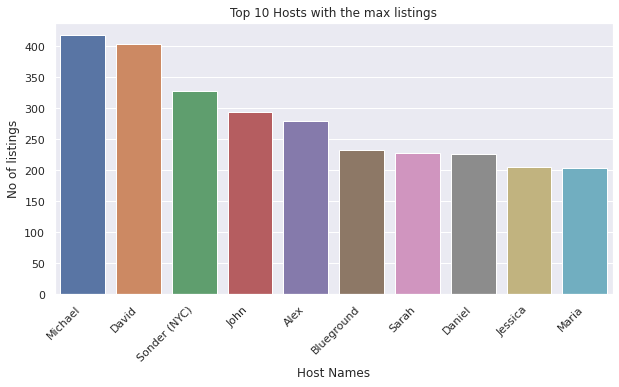 Top 10 Hosts with the max listings
No of listings
400
350
300
250
200
150
100
50
0
Michael
David
Sonder (NYC)
John
Alex
Blueground
Sarah
Daniel
Jessica
Maria
Host Names